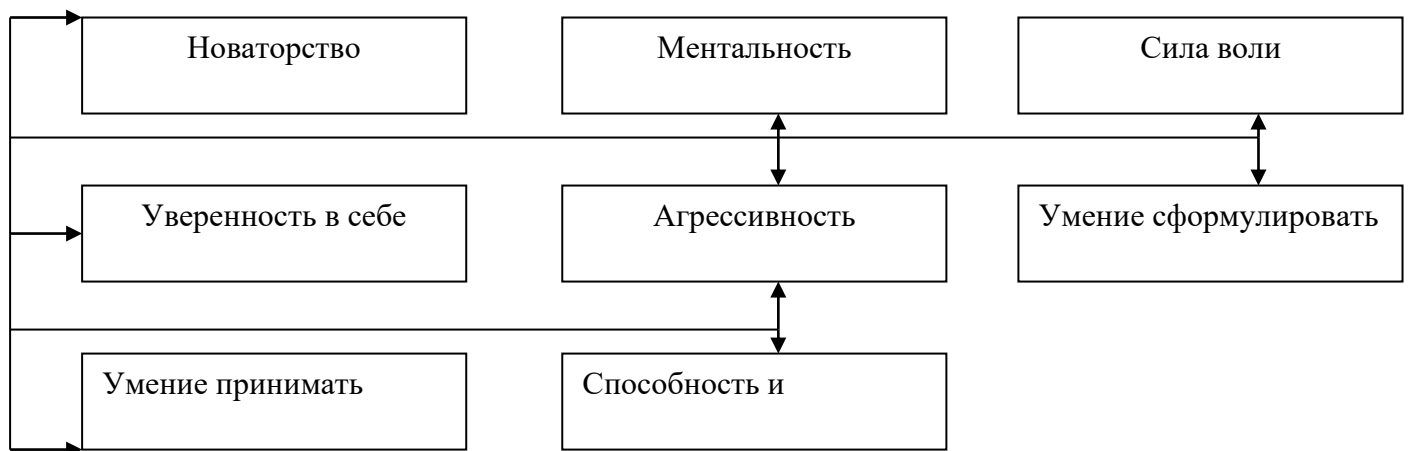 Новаторство
Ментальность
Сила воли
Уверенность в себе
Агрессивность
Умение сформулировать
Умение принимать
Способность и